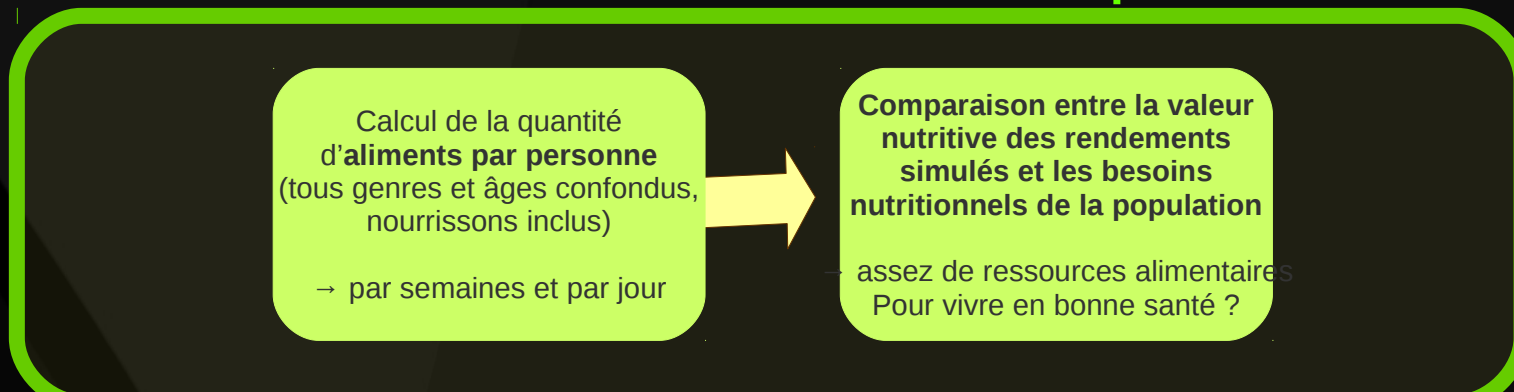 Calcul de la quantité
d’aliments par personne
(tous genres et âges confondus,
nourrissons inclus)
→ par semaines et par jour
Comparaison entre la valeur
nutritive des rendements
simulés et les besoins
nutritionnels de la population
→ assez de ressources alimentaires
Pour vivre en bonne santé ?